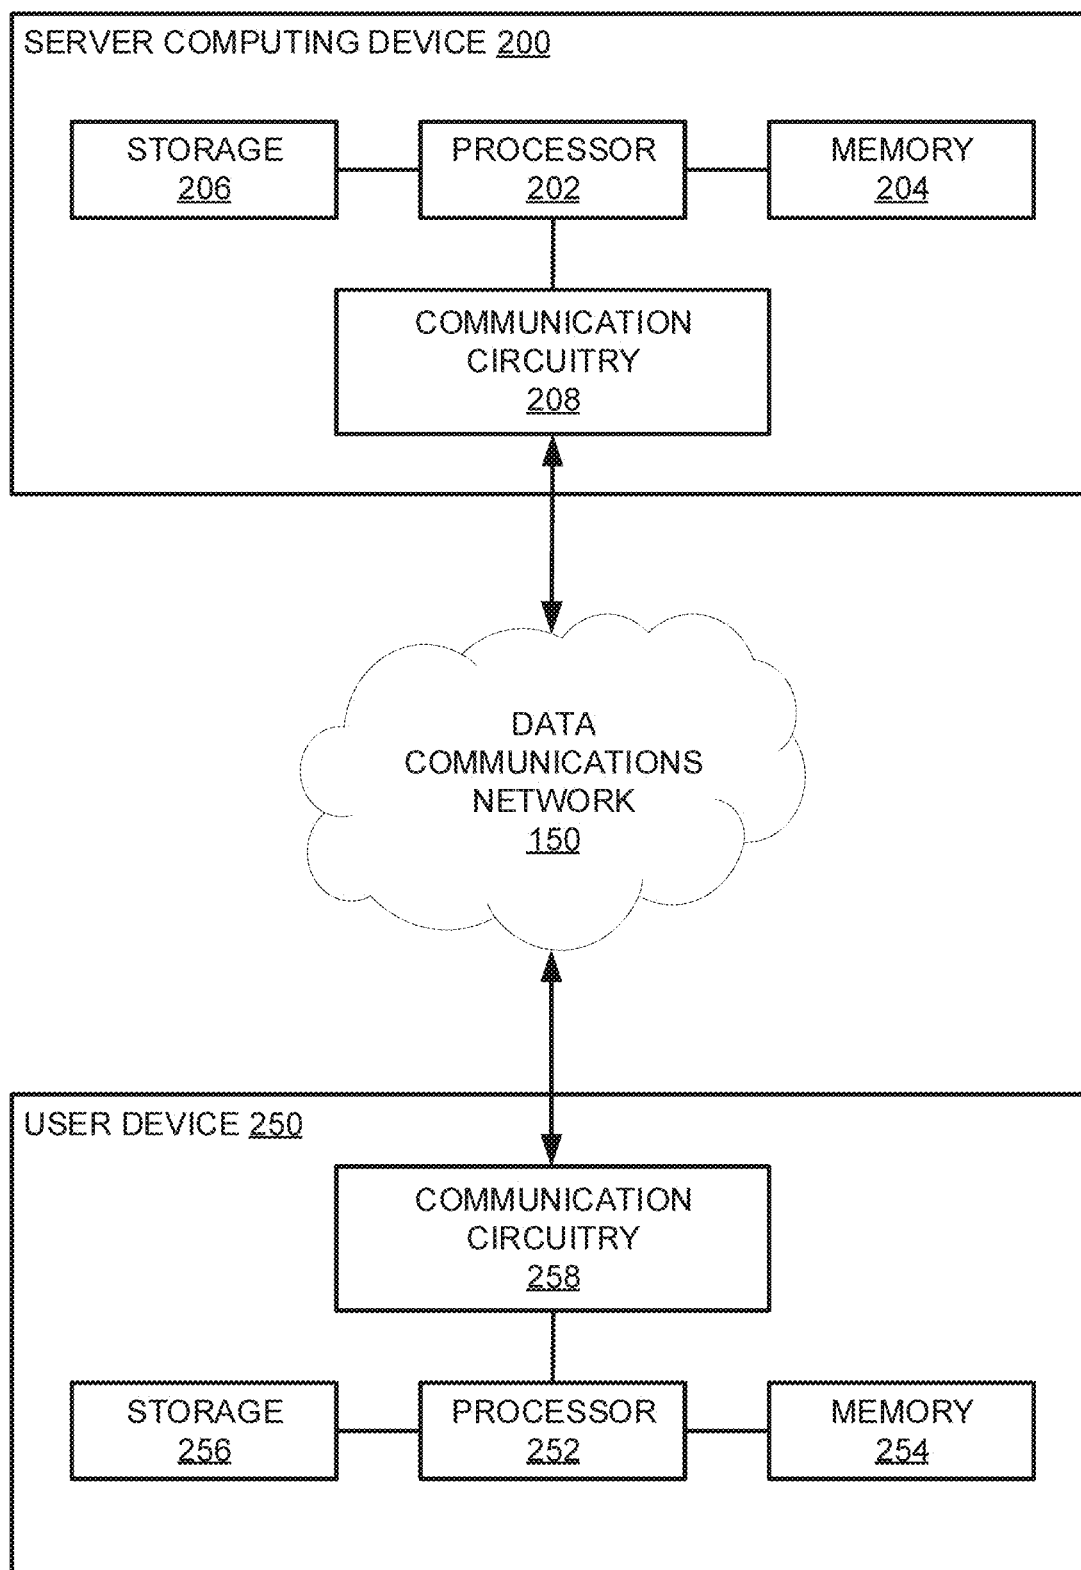 SERVER COMPUTING DEVICE 200
STORAGE
206
PROCESSOR
202
MEMORY
204
COMMUNICATION
CIRCUITRY
208
DATA
COMMUNICATIONS
NETWORK
150
USER DEVICE 250
COMMUNICATION
CIRCUITRY
258
STORAGE
256
PROCESSOR
252
MEMORY
254